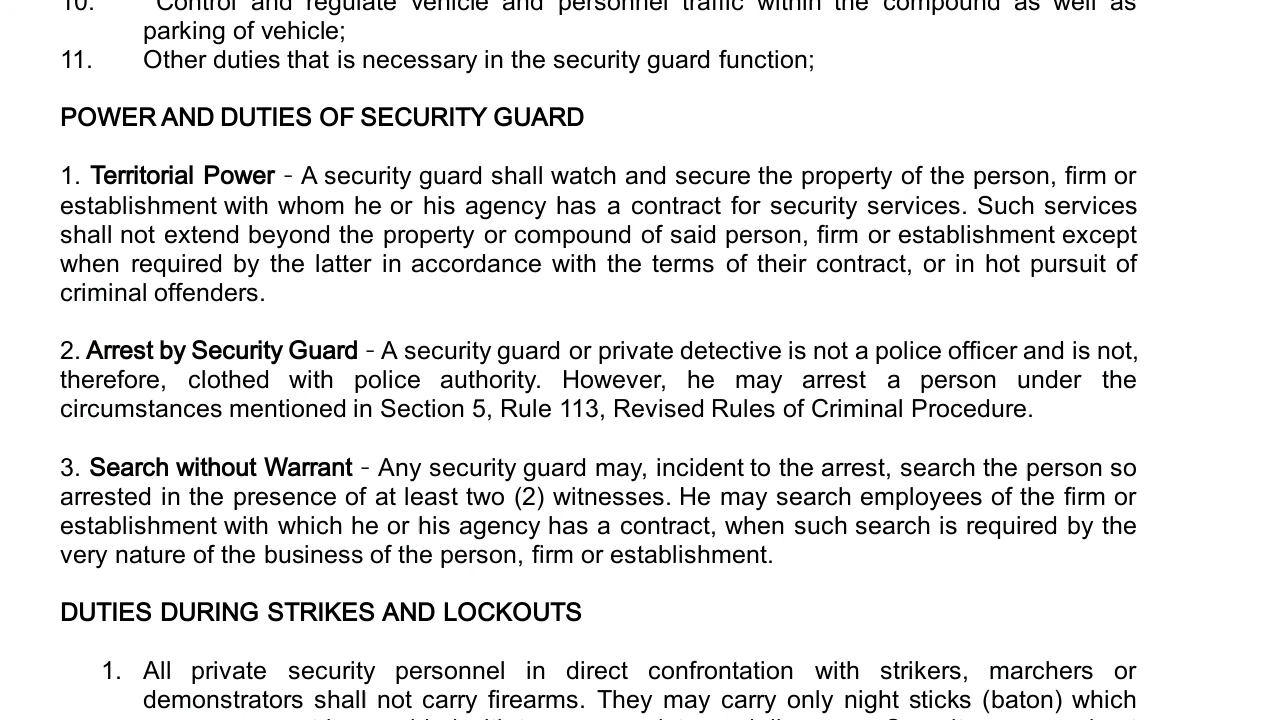 10. Control and regulate vehicle and personnel traffic within the compound as well as
parking of vehicle;
11. Other duties that is necessary in the security guard function;
POWER AND DUTIES OF SECURITY GUARD
1. Territorial Power - A security guard shall watch and secure the property of the person, firm or
establishment with whom he or his agency has a contract for security services. Such services
shall not extend beyond the property or compound of said person, firm or establishment except
when required by the latter in accordance with the terms of their contract, or in hot pursuit of
criminal offenders.
2. Arrest by Security Guard - A security guard or private detective is not a police officer and is not,
therefore, clothed with police authority. However, he may arrest a person under the
circumstances mentioned in Section 5, Rule 113, Revised Rules of Criminal Procedure.
3. Search without Warrant - Any security guard may, incident to the arrest, search the person so
arrested in the presence of at least two (2) witnesses. He may search employees of the firm or
establishment with which he or his agency has a contract, when such search is required by the
very nature of the business of the person, firm or establishment.
DUTIES DURING STRIKES AND LOCKOUTS
1. All private security personnel in direct confrontation with strikers, marchers or
demonstrators shall not carry firearms. They may carry only night sticks (baton) which